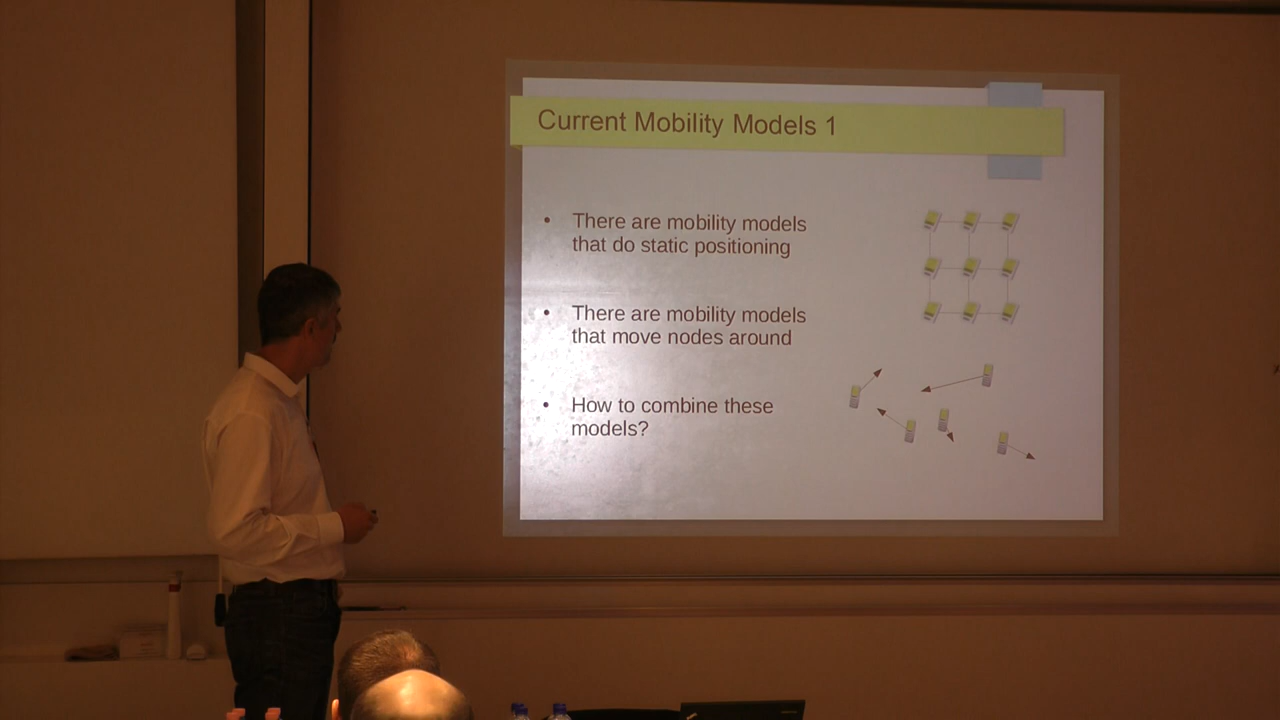 Current Mobility Models 1
• There are mobility models
that do static positioning
• There are mobility models
that move nodes around
• How to combine these
models?